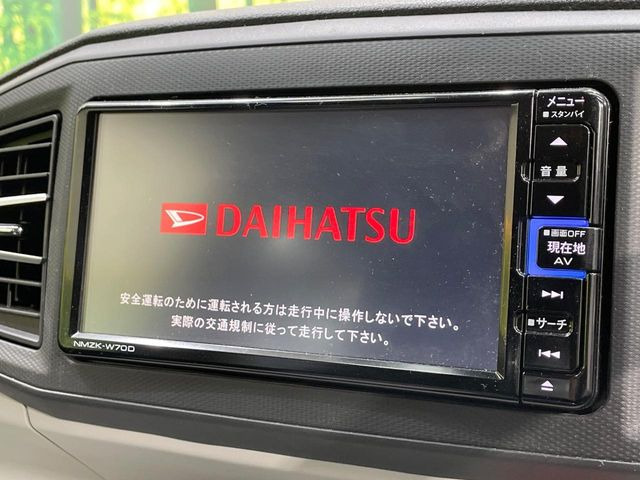 メニュー
■スタンバイ
音量
DAIHATSU
■画面OFF
現在地
AV
安全運転のために運転される方は走行中に操作しないで下さい。
実際の交通規制に従って走行して下さい。
■サーチ
NMZK-W70D